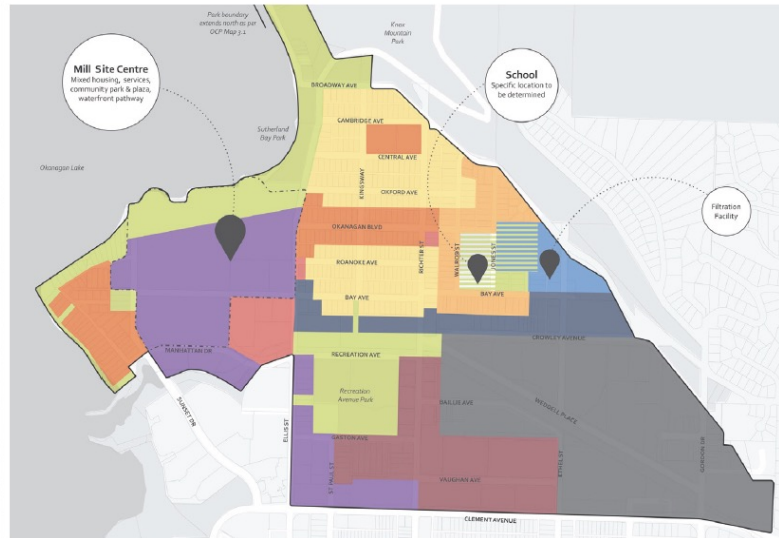 Park boundary
extends north as per
OCP Map 3.1
Knox
Mountain
Park
Mill Site Centre
Mixed housing, services,
community park & plaza,
waterfront pathway
School
Specific location to
be determined
BROADWAY AVE
CAMBRIDGE AVE
Sutherland
Bay Park
CENTRAL AVE
Okanagan Lake
KINGSWAY
OXFORD AVE
Filtration
Facility
OKANAGAN BLVD
RICHTER ST
WALROD ST
JONES ST
ROANOKE AVE
BAY AVE
BAY AVE
CROWLEY AVENUE
MANHATTAN DR
RECREATION AVE
SUNSET DR
Recreation
Avenue Park
BAILLIE AVE
WEDDELL PLACE
ELLIS ST
GASTON AVE
GORDON DR
ST PAUL ST
VAUGHAN AVE
ETHEL ST
CLEMENT AVENUE